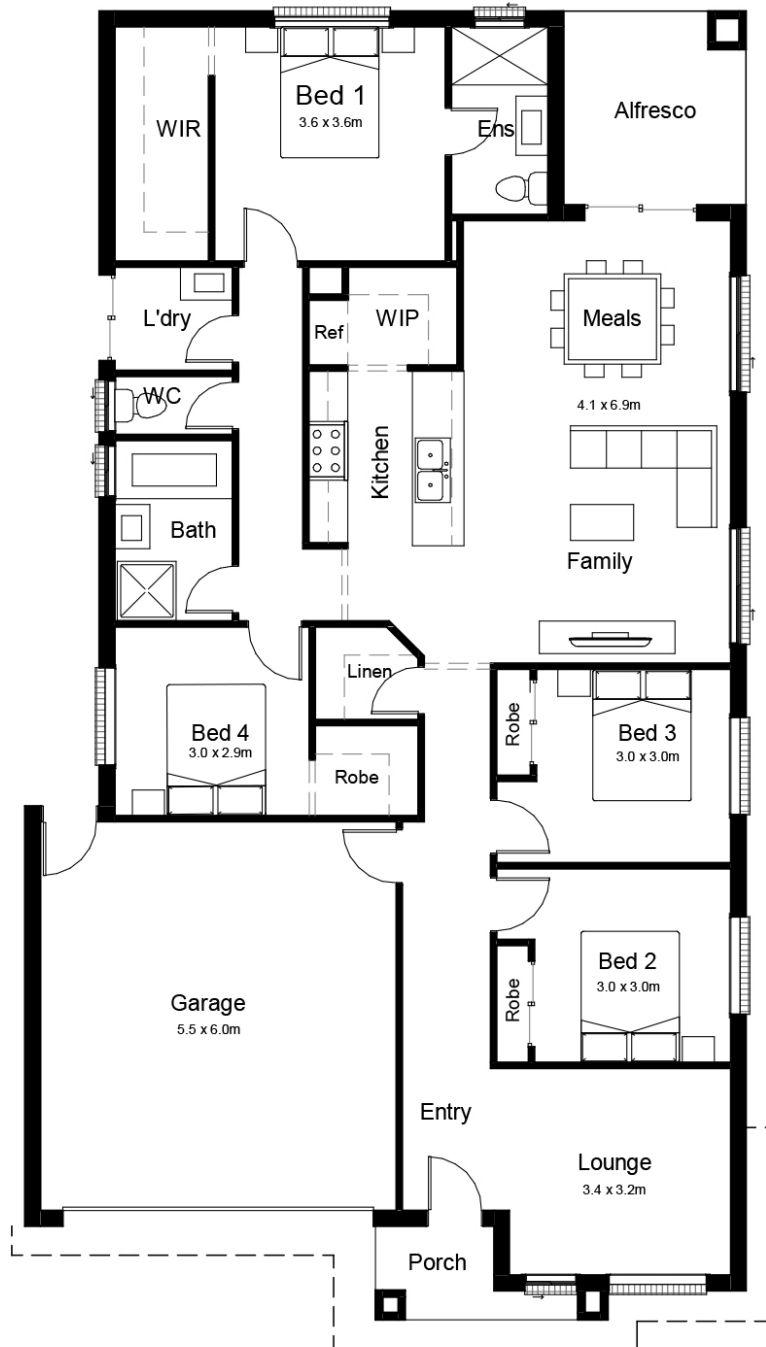 Bed 1
3.6 x 3.6m
WIR
Ens
Alfresco
L'dry
Ref
WIP
Meals
4.1 x 6.9m
WC
Kitchen
Bath
Family
Linen
Bed 4
3.0 x 2.9m
Robe
Robe
Bed 3
3.0 x 3.0m
Bed 2
3.0 x 3.0m
Robe
Garage
5.5 x 6.0m
Entry
Lounge
3.4 x 3.2m
Porch